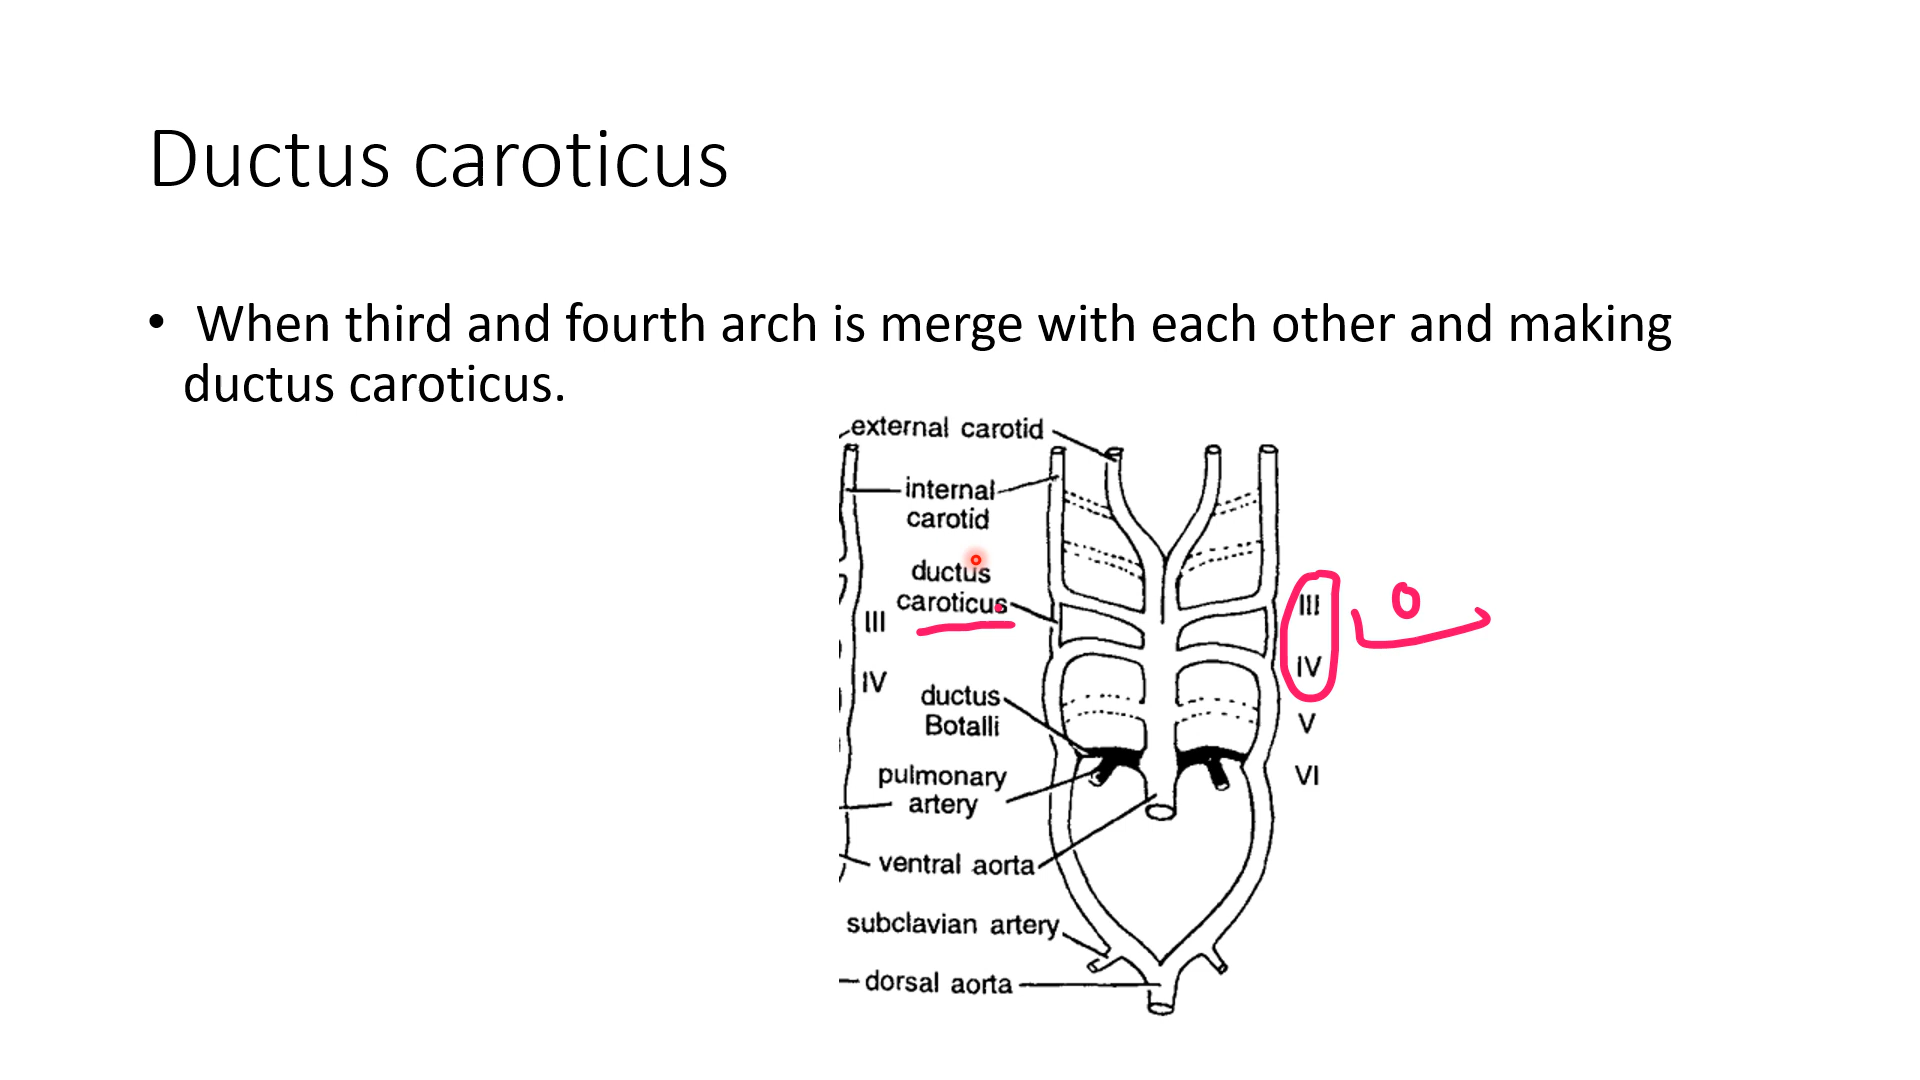 Ductus caroticus
• When third and fourth arch is merge with each other and making
ductus caroticus.
external carotid
internal
carotid
ductus
caroticus
III
IV
ductus
Botalli
pulmonary
artery
ventral aorta
subclavian artery
dorsal aorta
III
IV
V
VI